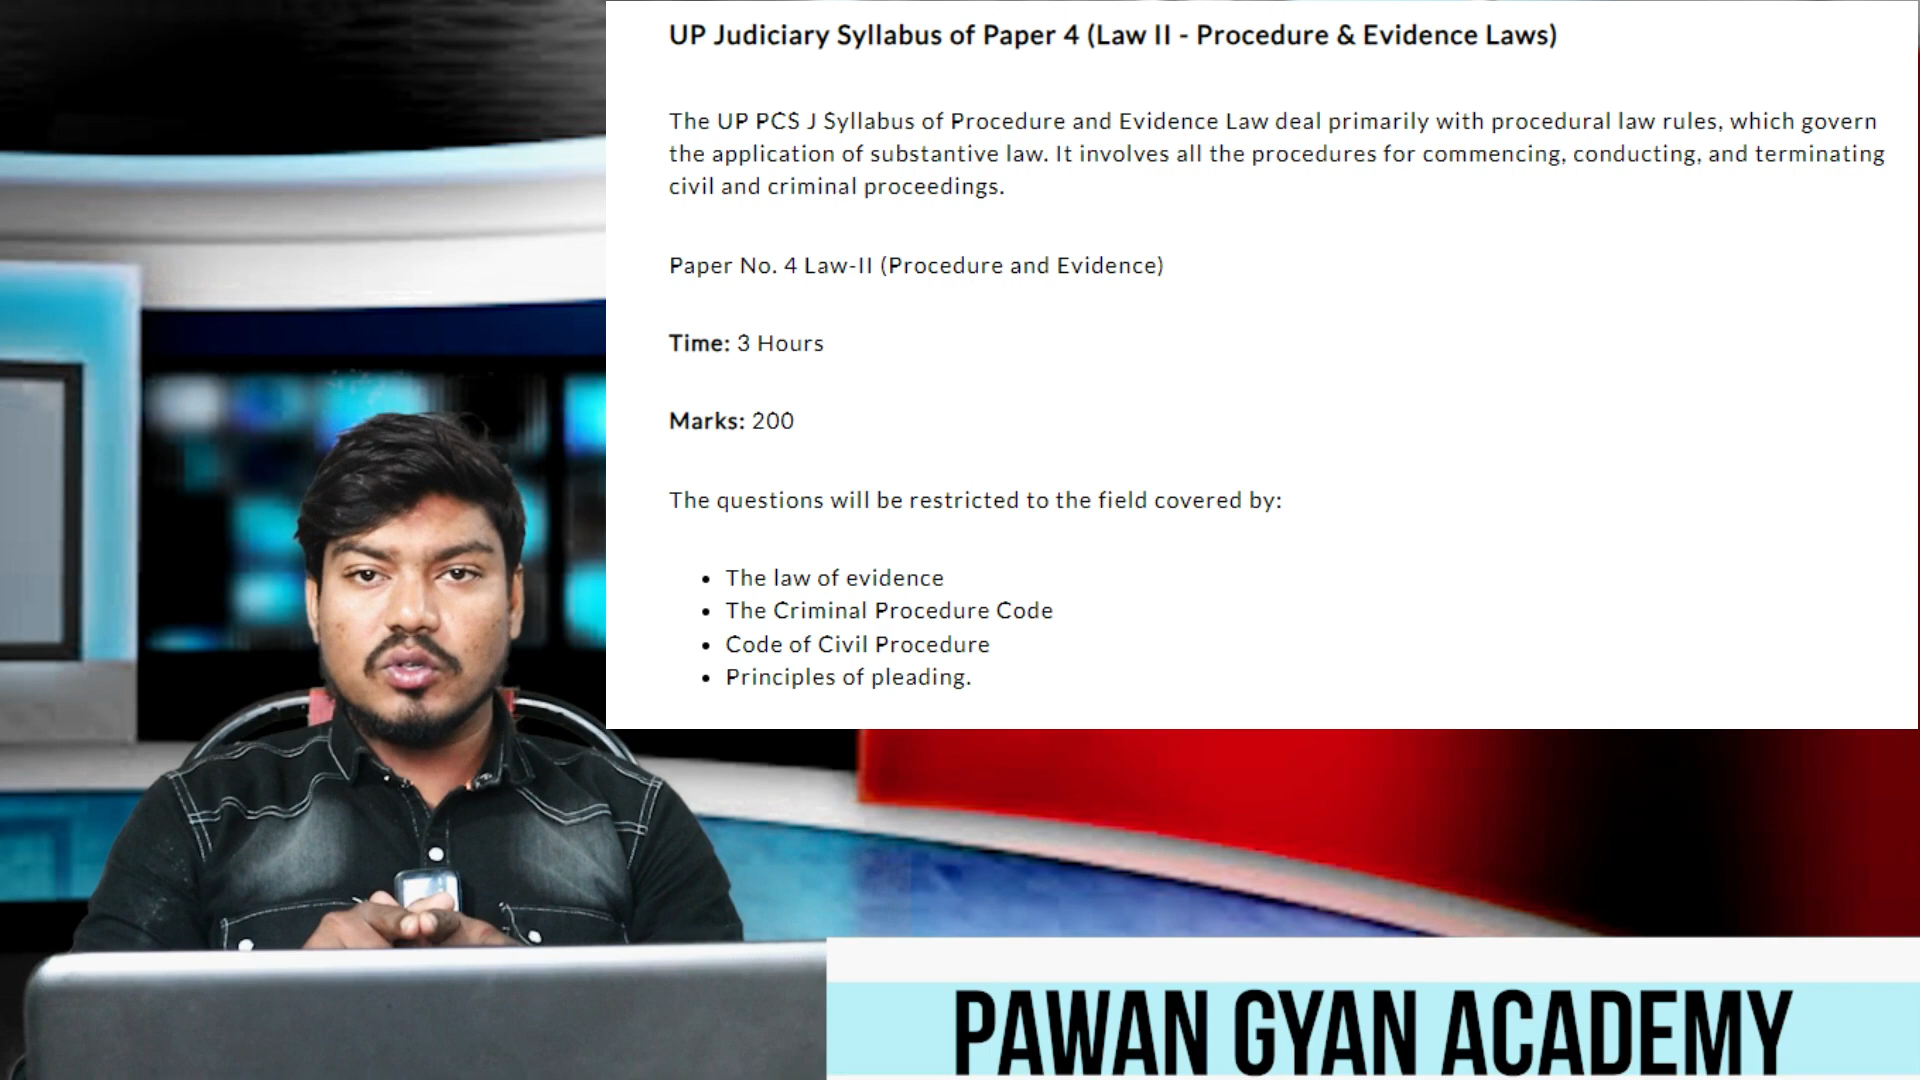 UP Judiciary Syllabus of Paper 4 (Law II - Procedure & Evidence Laws)
The UP PCS J Syllabus of Procedure and Evidence Law deal primarily with procedural law rules, which govern
the application of substantive law. It involves all the procedures for commencing, conducting, and terminating
civil and criminal proceedings.
Paper No. 4 Law-II (Procedure and Evidence)
Time: 3 Hours
Marks: 200
The questions will be restricted to the field covered by:
• The law of evidence
• The Criminal Procedure Code
• Code of Civil Procedure
• Principles of pleading.
PAWAN GYAN ACADEMY